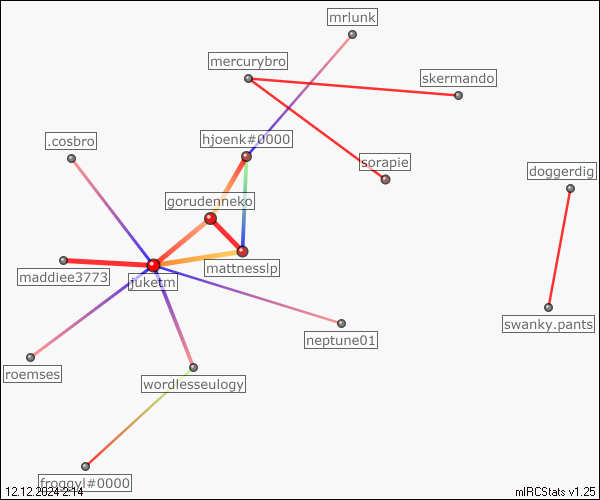 mrlunk
mercurybro
skermando
hjoenk#0000
.cosbro
sorapie
doggerdig
gorudenneko
mattnesslp
maddiee3773
juketm
swanky.pants
neptune01
roemses
wordlesseulogy
froggyl#0000
12.12.2024 2:14
mIRCStats v1.25